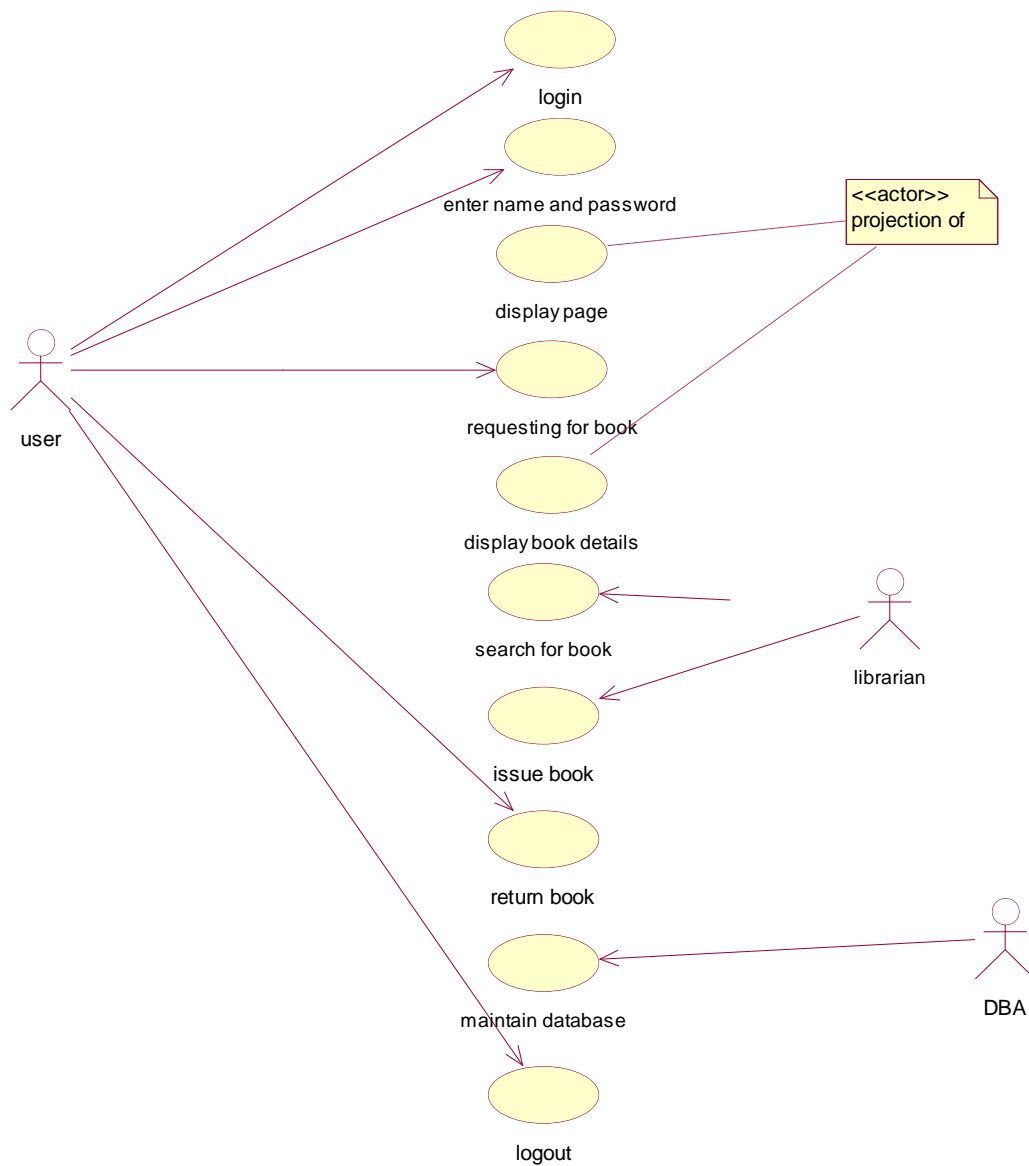 login
enter name and password
<<actor>>
projection of
display page
user
requesting for book
display book details
search for book
librarian
issue book
return book
maintain database
DBA
logout